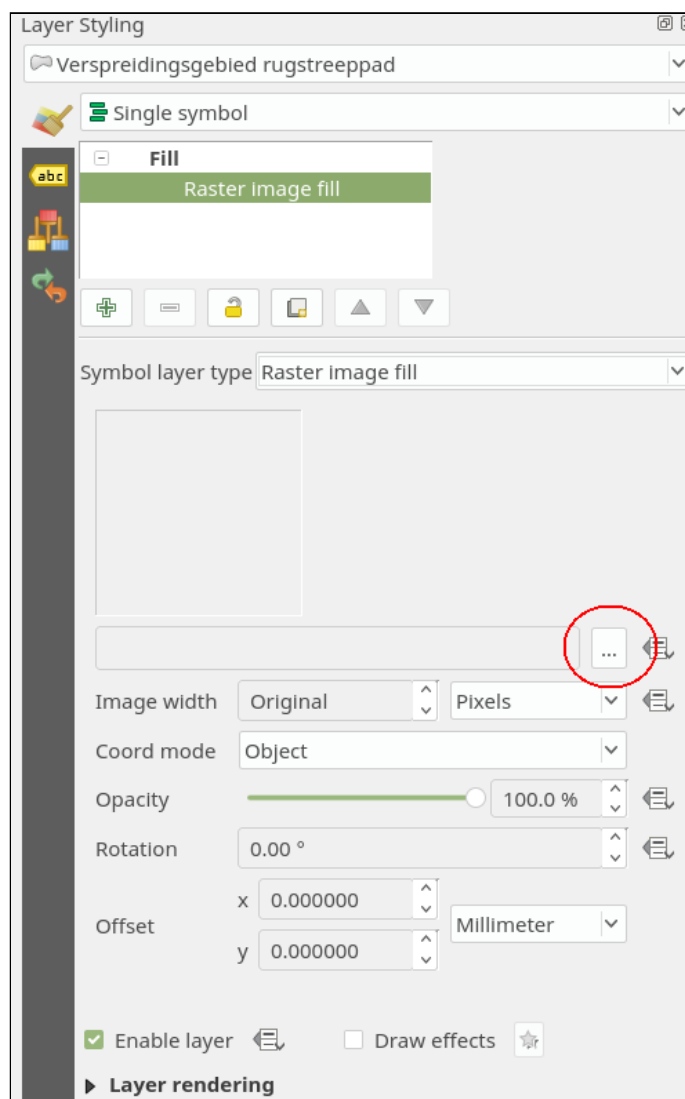 Layer Styling
Verspreidingsgebied rugstreeppad
Single symbol
Fill
abc
Raster image fill
Symbol layer type Raster image fill
...
Image width Original Pixels
Coord mode Object
Opacity 100.0 %
Rotation 0.00 °
x 0.000000
Offset Millimeter
y 0.000000
Enable layer Draw effects
Layer rendering